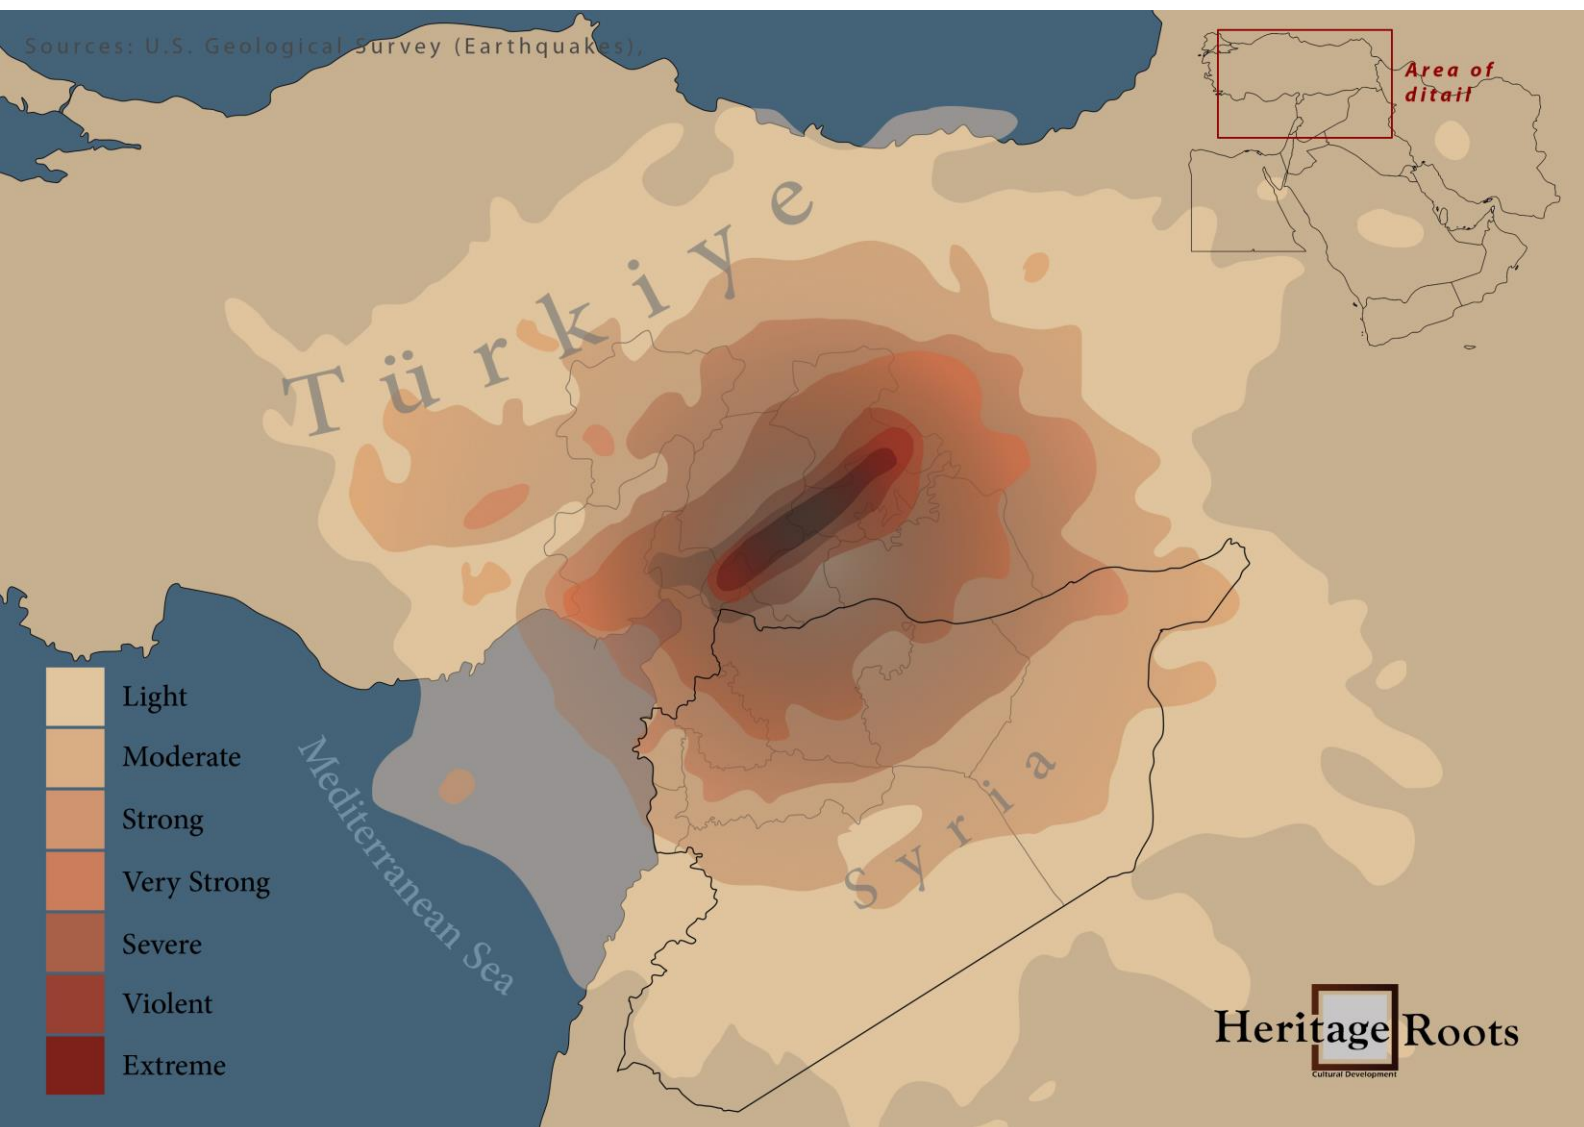 Sources: U.S. Geological Survey (Earthquakes),
Area of
ditail
Türkiye
Light
Moderate
Strong
Very Strong
Severe
Violent
Extreme
Mediterranean Sea
Syria
Heritage Roots
Cultural Development